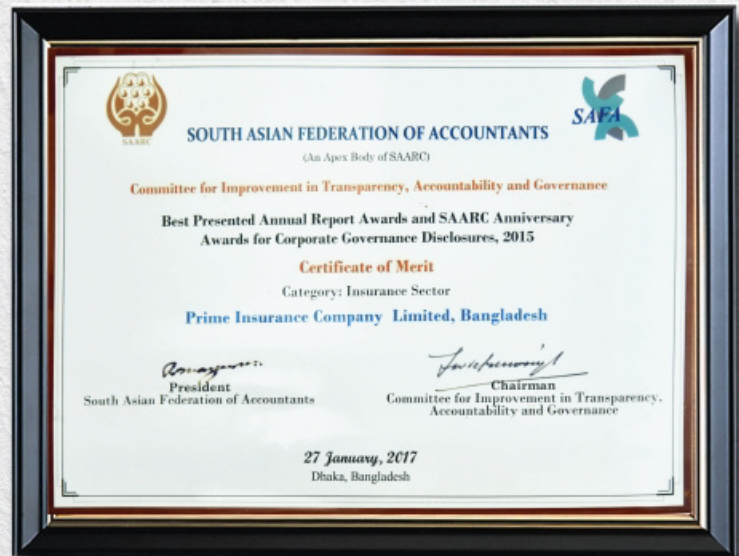 SAARC
SAFA
SOUTH ASIAN FEDERATION OF ACCOUNTANTS
(An Apex Body of SAARC)
Committee for Improvement in Transparency, Accountability and Governance
Best Presented Annual Report Awards and SAARC Anniversary
Awards for Corporate Governance Disclosures, 2015
Certificate of Merit
Category: Insurance Sector
Prime Insurance Company Limited, Bangladesh
President
South Asian Federation of Accountants
Chairman
Committee for Improvement in Transparency,
Accountability and Governance
27 January, 2017
Dhaka, Bangladesh